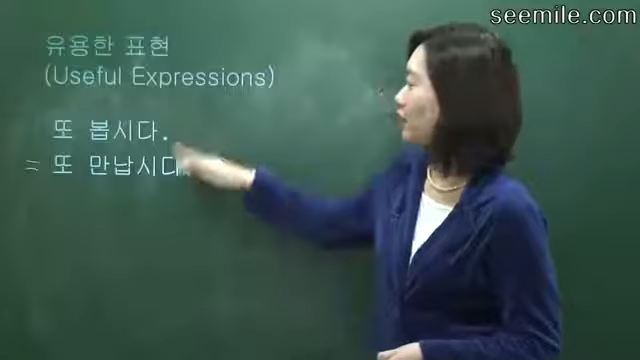 seemile.com
유용한 표현
(Useful Expressions)
또 봅시다.
= 또 만납시다